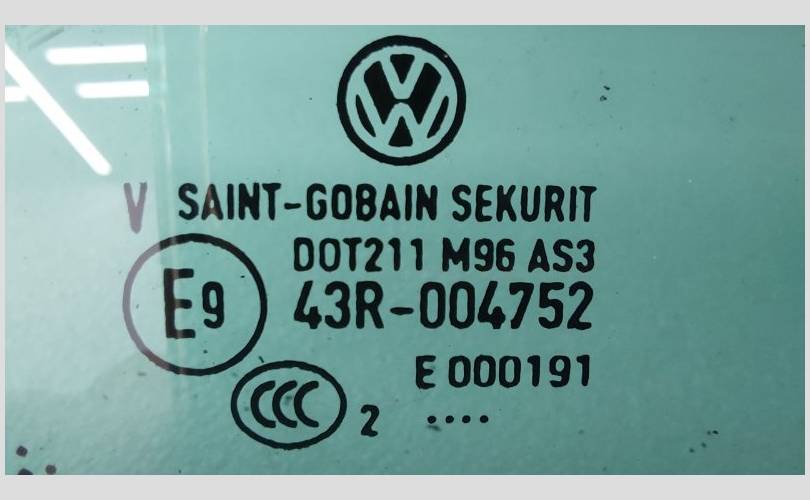 V SAINT-GOBAIN SEKURIT
DOT211 M96 AS3
E9 43R-004752
E 000191
CCC 2 ....